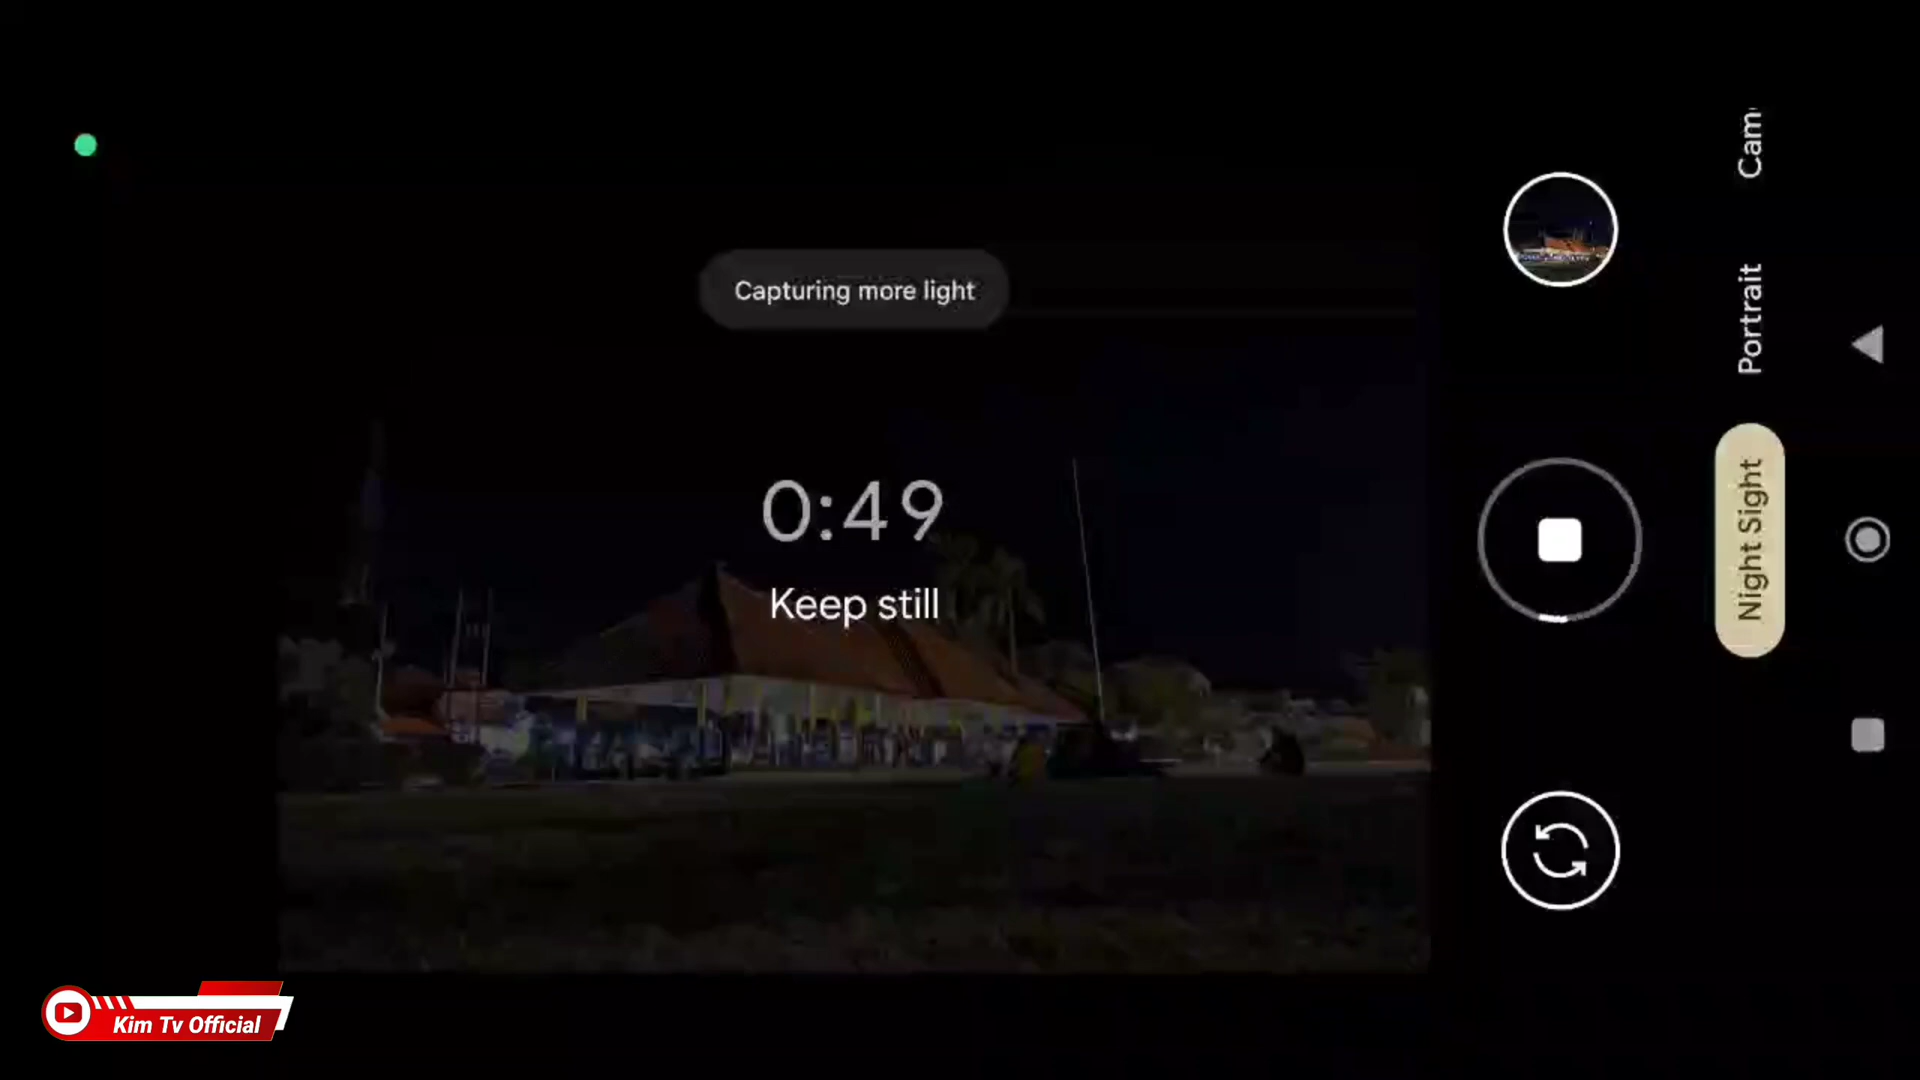 Capturing more light
0:49
Keep still
Cam
Portrait
Night Sight
Kim Tv Official